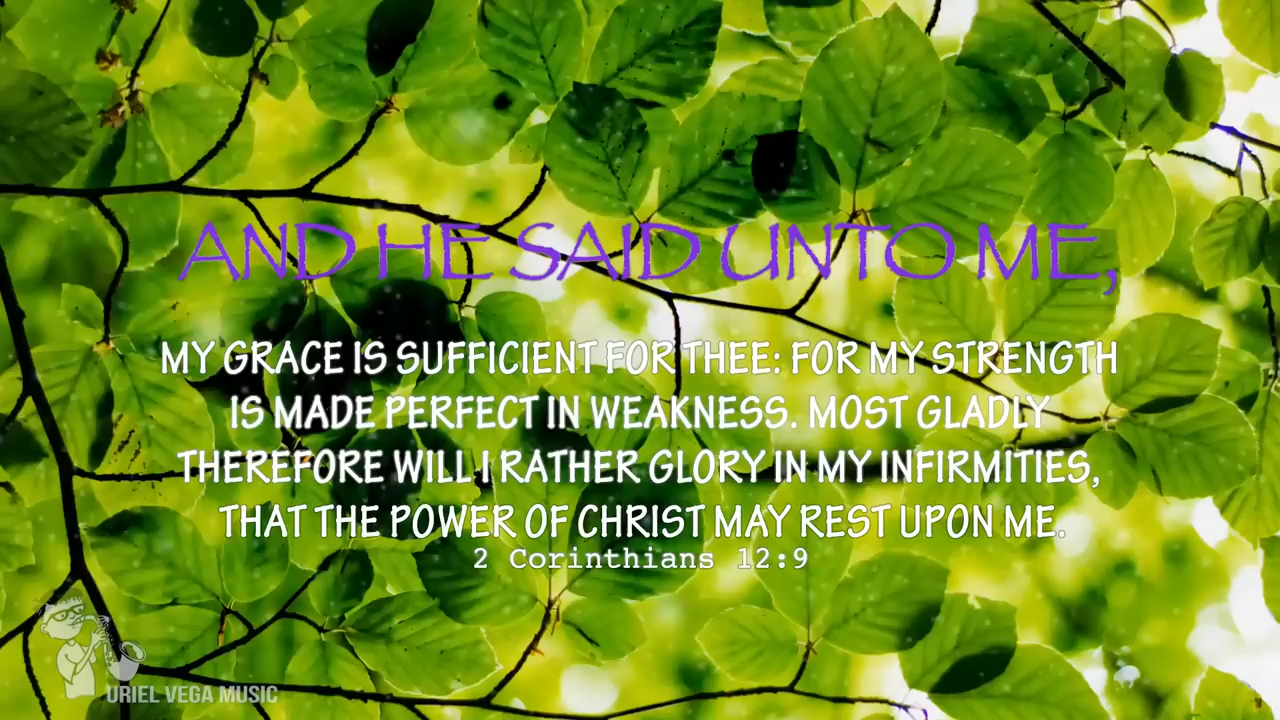 AND HE SAID UNTO ME,
MY GRACE IS SUFFICIENT FOR THEE: FOR MY STRENGTH
IS MADE PERFECT IN WEAKNESS. MOST GLADLY
THEREFORE WILL I RATHER GLORY IN MY INFIRMITIES,
THAT THE POWER OF CHRIST MAY REST UPON ME.
2 Corinthians 12:9
URIEL VEGA MUSIC